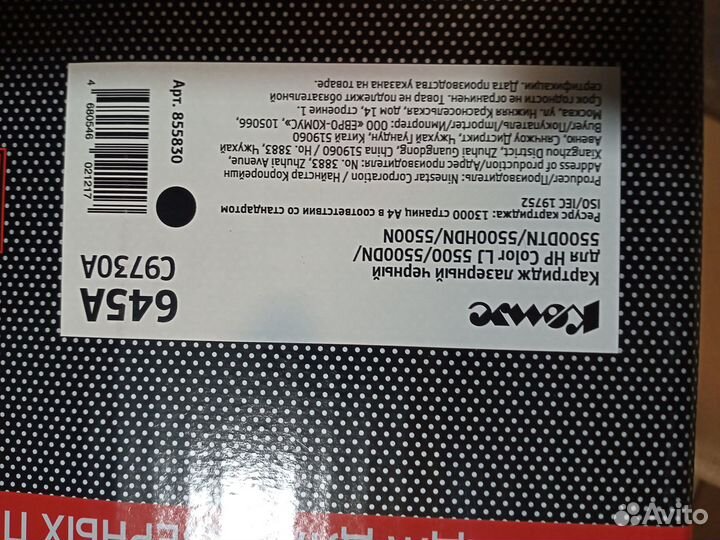 Комус
645A
C9730A
Картридж лазерный черный
для HP Color LJ 5500/5500DN/
5500DTN/5500HDN/5500N
Ресурс картриджа: 13000 страниц A4 в соответствии со стандартом
ISO/IEC 19752
Producer/Производитель: Ninestar Corporation / Найнстар Корпорейшн
Address of production/Адрес производителя: No. 3883, Zhuhai Avenue,
Xiangzhou District, Zhuhai Guangdong, China 519060 / Но. 3883, Чжухай
Авеню, Санчжоу Дистрикт, Чжухай Гуандун, Китай 519060
Buyer/Покупатель/Importer/Импортер: ООО «ЕВРО-КОМУС», 105066,
Москва, ул. Нижняя Красносельская, дом 14, строение 1.
Срок годности не ограничен. Товар не подлежит обязательной
сертификации. Дата производства указана на товаре.
Арт. 855830
4 680546 021217
ДЛЯ
ЕРНЫХ П
Avito